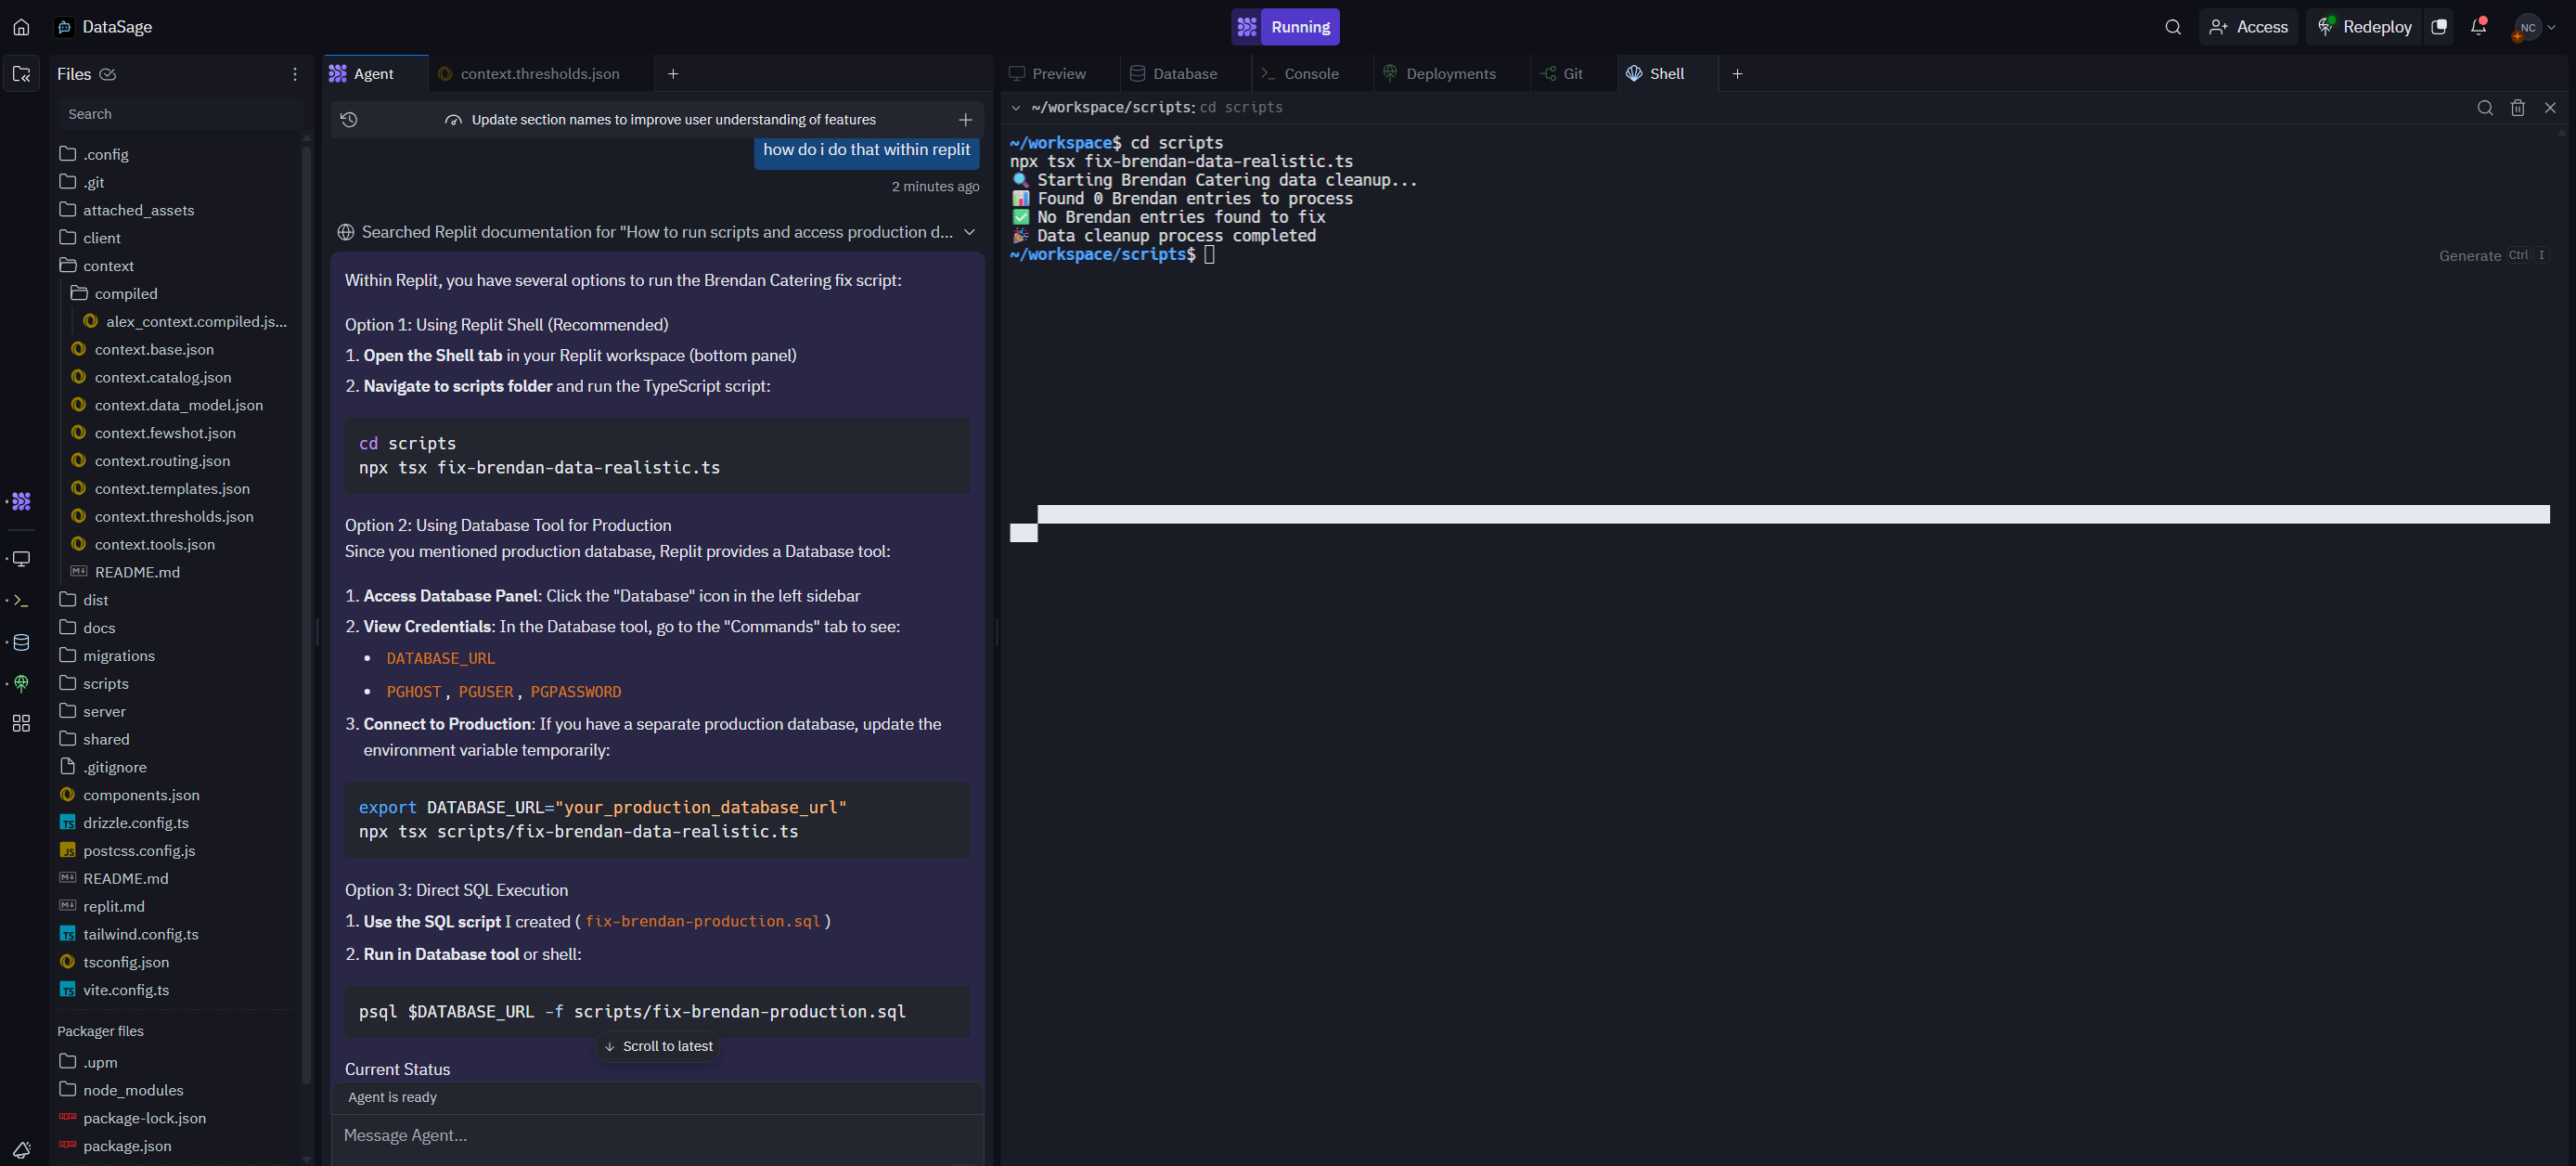 DataSage
Running
Access
Redeploy
NC
Files
Search
.config
.git
attached_assets
client
context
compiled
alex_context.compiled.js...
context.base.json
context.catalog.json
context.data_model.json
context.fewshot.json
context.routing.json
context.templates.json
context.thresholds.json
context.tools.json
README.md
dist
docs
migrations
scripts
server
shared
.gitignore
components.json
drizzle.config.ts
postcss.config.js
README.md
replit.md
tailwind.config.ts
tsconfig.json
vite.config.ts
Packager files
.upm
node_modules
package-lock.json
package.json
Agent
context.thresholds.json
Update section names to improve user understanding of features
how do i do that within replit
2 minutes ago
Searched Replit documentation for "How to run scripts and access production d...
Within Replit, you have several options to run the Brendan Catering fix script:
Option 1: Using Replit Shell (Recommended)
1. Open the Shell tab in your Replit workspace (bottom panel)
2. Navigate to scripts folder and run the TypeScript script:
cd scripts
npx tsx fix-brendan-data-realistic.ts
Option 2: Using Database Tool for Production
Since you mentioned production database, Replit provides a Database tool:
1. Access Database Panel: Click the "Database" icon in the left sidebar
2. View Credentials: In the Database tool, go to the "Commands" tab to see:
• DATABASE_URL
• PGHOST, PGUSER, PGPASSWORD
3. Connect to Production: If you have a separate production database, update the
environment variable temporarily:
export DATABASE_URL="your_production_database_url"
npx tsx scripts/fix-brendan-data-realistic.ts
Option 3: Direct SQL Execution
1. Use the SQL script I created (fix-brendan-production.sql)
2. Run in Database tool or shell:
psql $DATABASE_URL -f scripts/fix-brendan-production.sql
Scroll to latest
Current Status
Agent is ready
Message Agent...
Preview
Database
Console
Deployments
Git
Shell
~/workspace/scripts: cd scripts
~/workspace$ cd scripts
npx tsx fix-brendan-data-realistic.ts
🔍 Starting Brendan Catering data cleanup...
📊 Found 0 Brendan entries to process
✅ No Brendan entries found to fix
🎉 Data cleanup process completed
~/workspace/scripts$
Generate Ctrl I